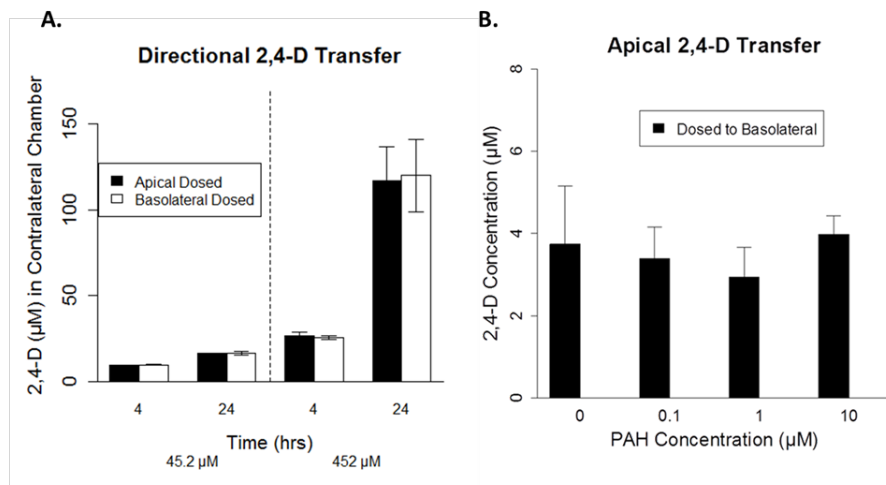 A.
Directional 2,4-D Transfer
2,4-D (µM) in Contralateral Chamber
150
100
50
0
Apical Dosed
Basolateral Dosed
4
24
4
24
Time (hrs)
45.2 µM
452 µM
B.
Apical 2,4-D Transfer
2,4-D Concentration (µM)
8
6
4
2
0
Dosed to Basolateral
0
0.1
1
10
PAH Concentration (µM)